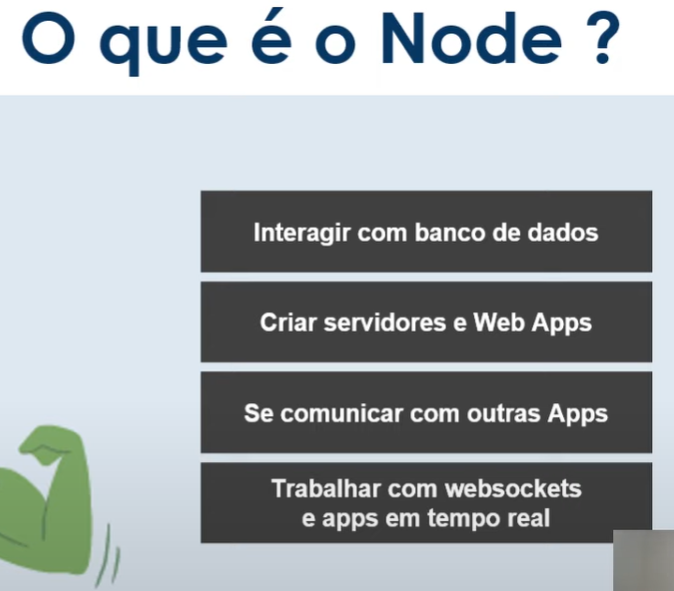 O que é o Node ?
Interagir com banco de dados
Criar servidores e Web Apps
Se comunicar com outras Apps
Trabalhar com websockets
e apps em tempo real